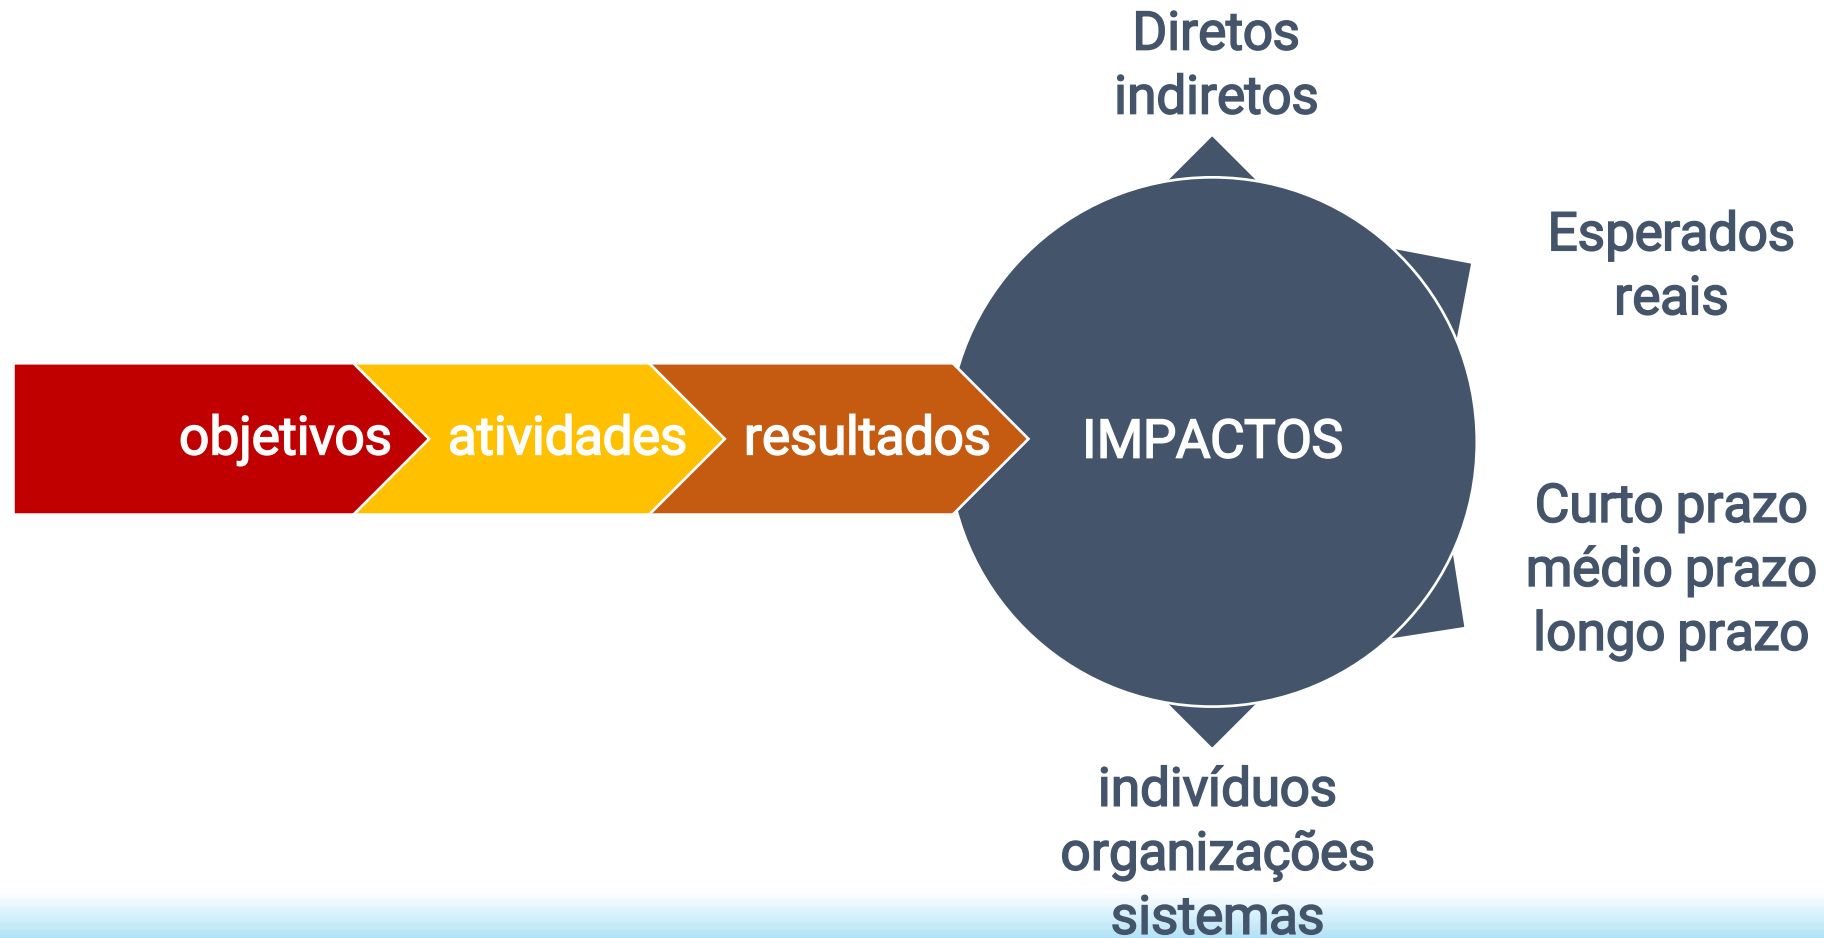 Diretos
indiretos
Esperados
reais
objetivos
atividades
resultados
IMPACTOS
Curto prazo
médio prazo
longo prazo
indivíduos
organizações
sistemas